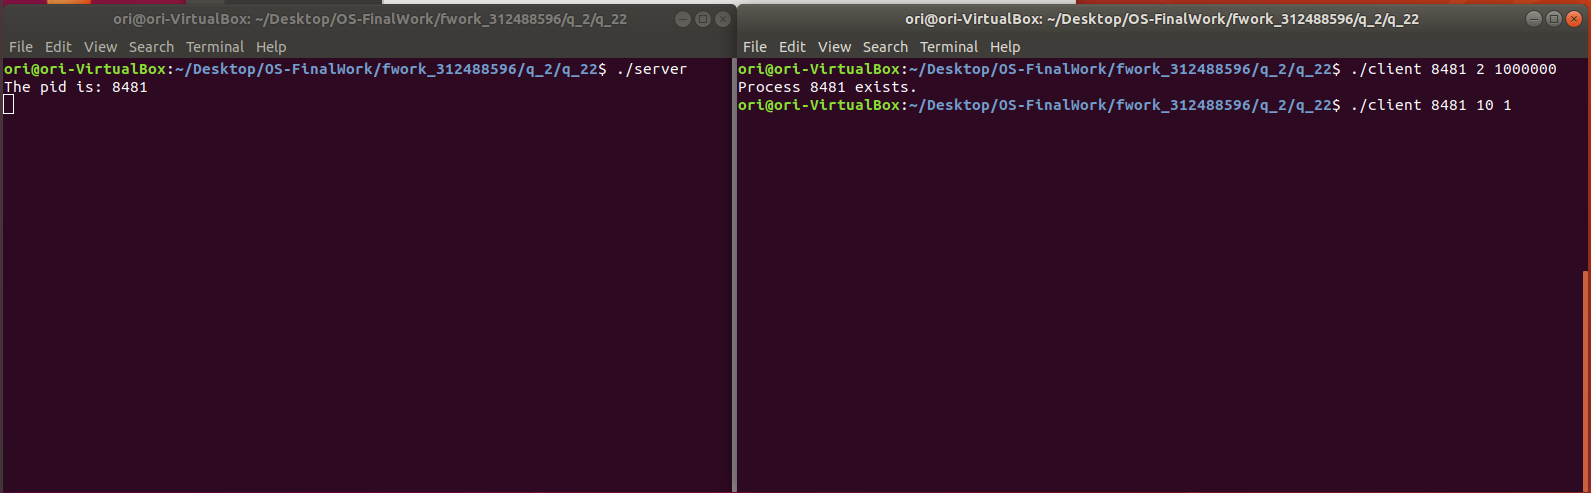 ori@ori-VirtualBox: ~/Desktop/OS-FinalWork/fwork_312488596/q_2/q_22
File Edit View Search Terminal Help
ori@ori-VirtualBox:~/Desktop/OS-FinalWork/fwork_312488596/q_2/q_22$ ./server
The pid is: 8481
ori@ori-VirtualBox: ~/Desktop/OS-FinalWork/fwork_312488596/q_2/q_22
File Edit View Search Terminal Help
ori@ori-VirtualBox:~/Desktop/OS-FinalWork/fwork_312488596/q_2/q_22$ ./client 8481 2 1000000
Process 8481 exists.
ori@ori-VirtualBox:~/Desktop/OS-FinalWork/fwork_312488596/q_2/q_22$ ./client 8481 10 1